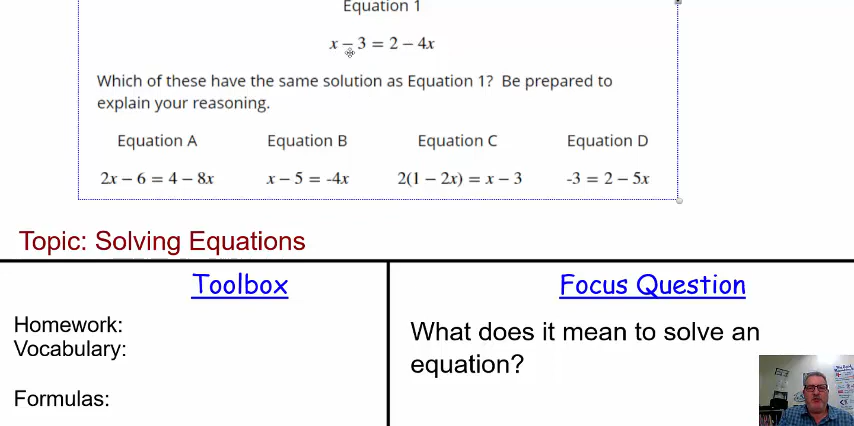 Equation 1
x – 3 = 2 – 4x
Which of these have the same solution as Equation 1? Be prepared to
explain your reasoning.
Equation A Equation B Equation C Equation D
2x – 6 = 4 – 8x x – 5 = -4x 2(1 – 2x) = x – 3 -3 = 2 – 5x
Topic: Solving Equations
Toolbox
Homework:
Vocabulary:
Formulas:
Focus Question
What does it mean to solve an
equation?